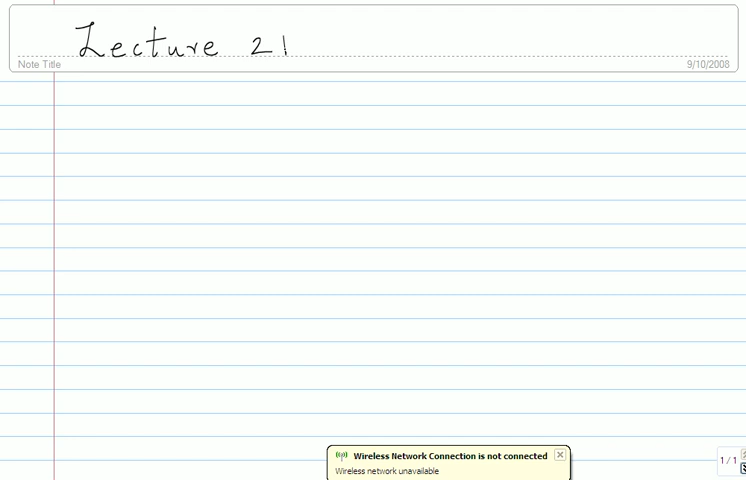 Lecture 21
Note Title
9/10/2008
Wireless Network Connection is not connected
Wireless network unavailable
1 / 1